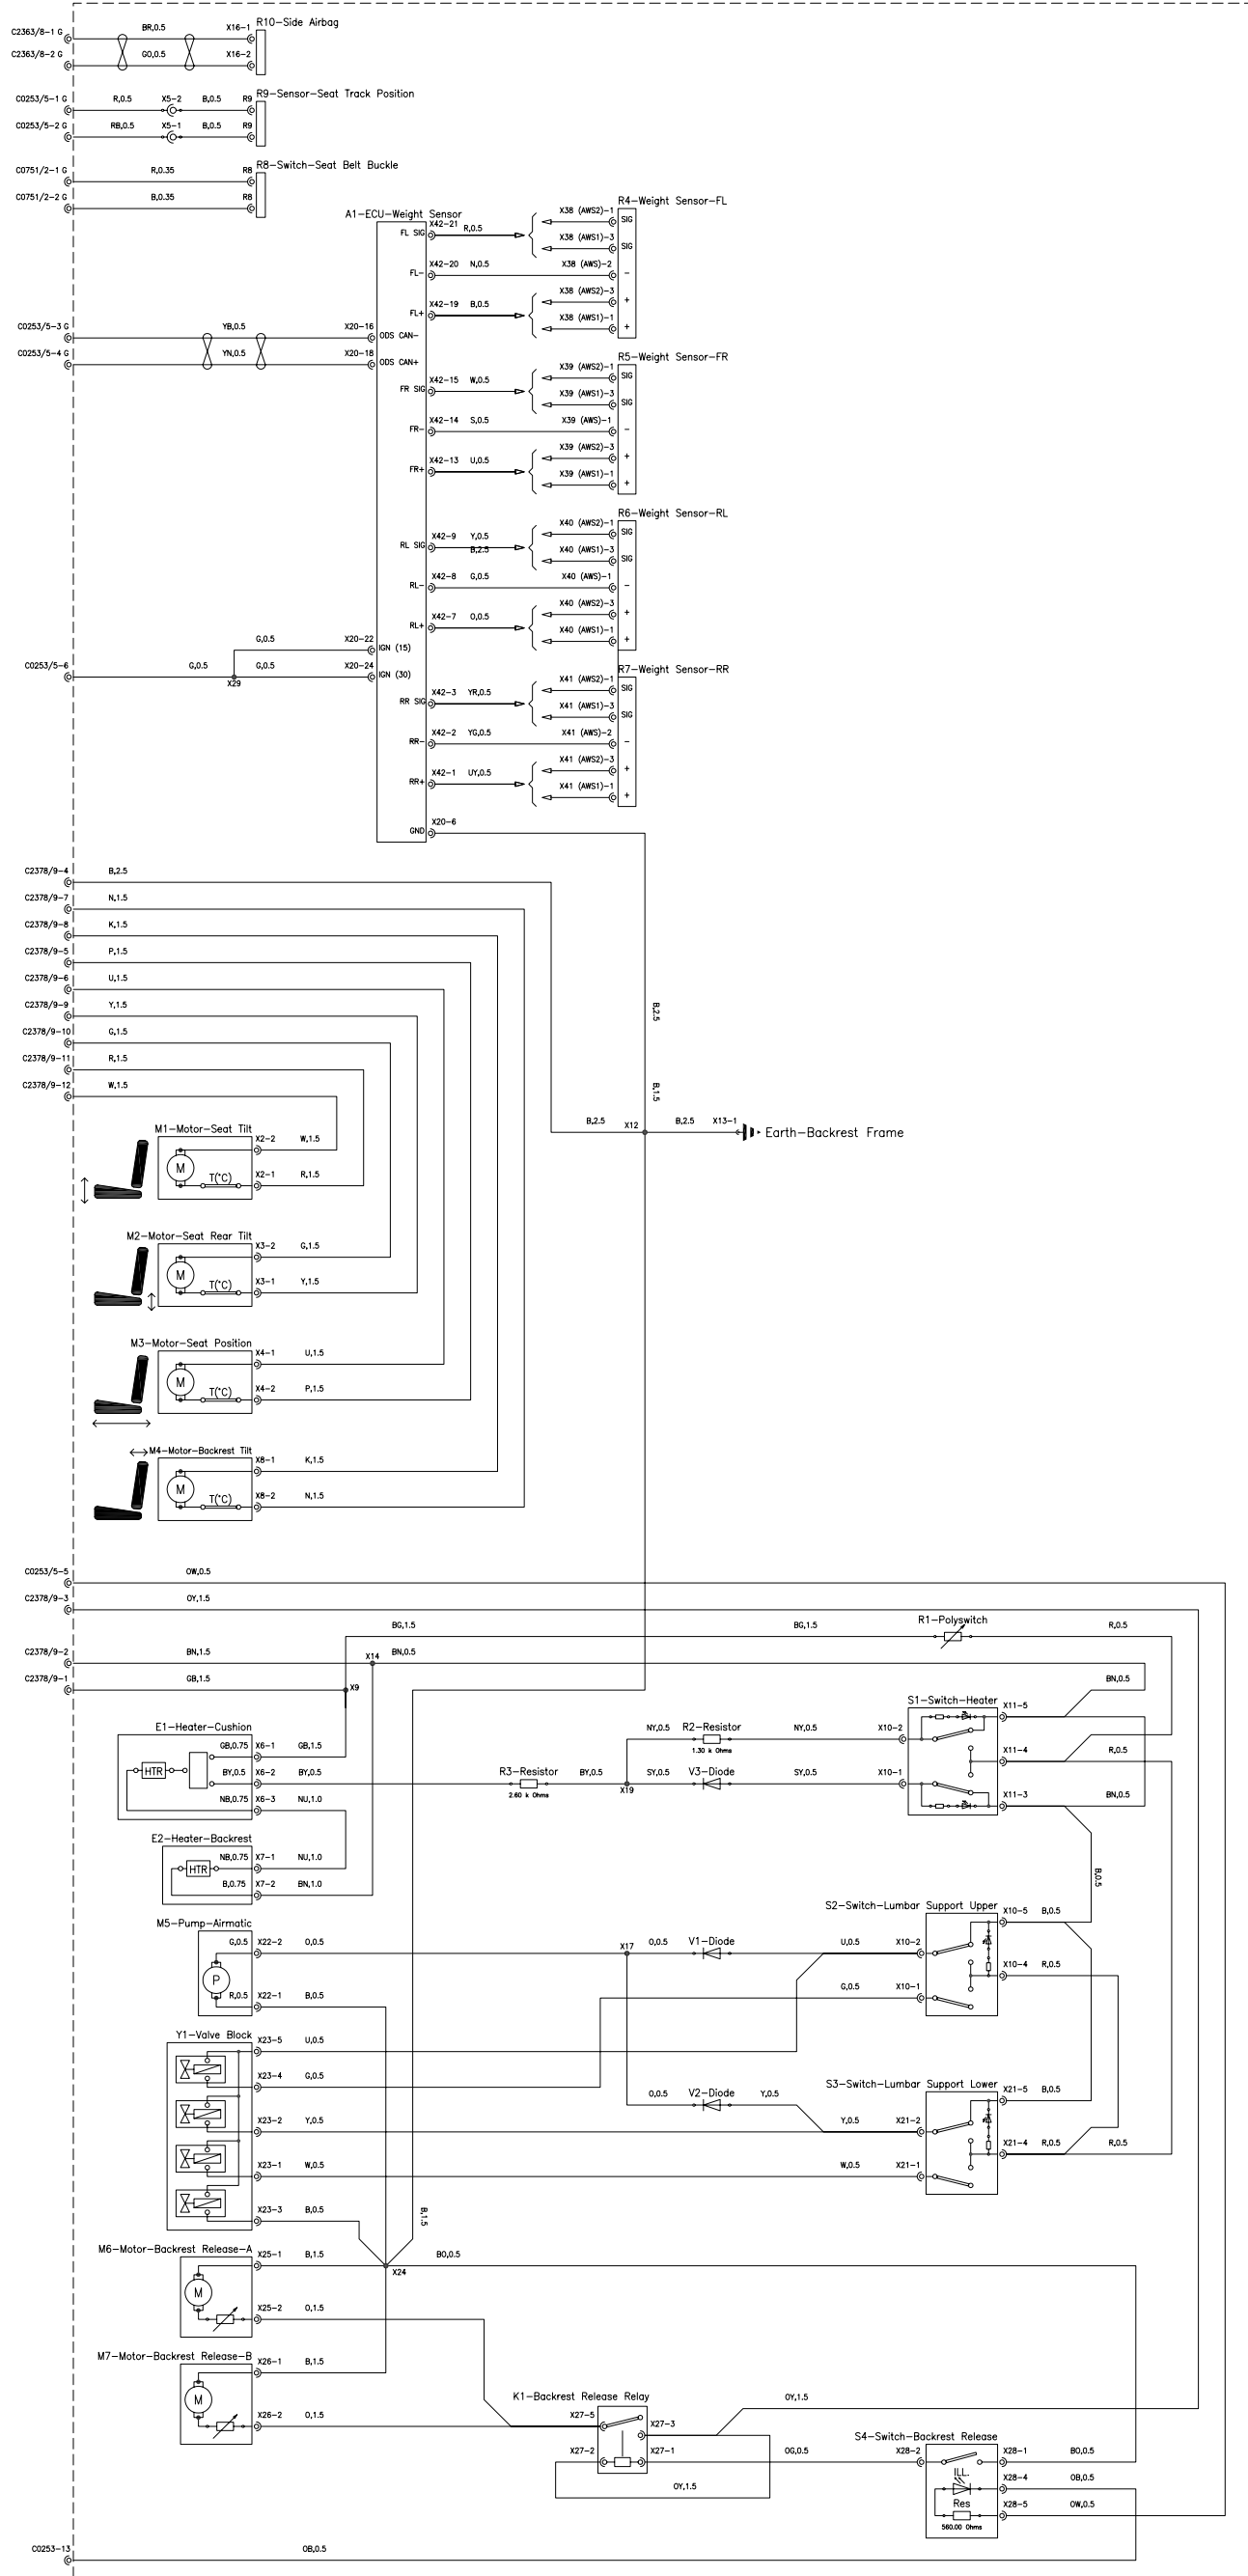 R10-Side Airbag
C2363/8-1 G BR,0.5 X16-1
C2363/8-2 G GO,0.5 X16-2
R9-Sensor-Seat Track Position
C0253/5-1 G R,0.5 X5-2 B,0.5 R9
C0253/5-2 G RB,0.5 X5-1 B,0.5 R9
R8-Switch-Seat Belt Buckle
C0751/2-1 G R,0.35 R8
C0751/2-2 G B,0.35 R8
A1-ECU-Weight Sensor
R4-Weight Sensor-FL
X38 (AWS2)-1 SIG
FL SIG X42-21 R,0.5
X38 (AWS1)-3 SIG
FL- X42-20 N,0.5 X38 (AWS)-2 -
X38 (AWS2)-3 +
FL+ X42-19 B,0.5
X38 (AWS1)-1 +
C0253/5-3 G YB,0.5 X20-16 ODS CAN-
C0253/5-4 G YN,0.5 X20-18 ODS CAN+
R5-Weight Sensor-FR
X39 (AWS2)-1 SIG
FR SIG X42-15 W,0.5
X39 (AWS1)-3 SIG
FR- X42-14 S,0.5 X39 (AWS)-1 -
X39 (AWS2)-3 +
FR+ X42-13 U,0.5
X39 (AWS1)-1 +
R6-Weight Sensor-RL
X40 (AWS2)-1 SIG
RL SIG X42-9 Y,0.5
B,2.5
X40 (AWS1)-3 SIG
RL- X42-8 G,0.5 X40 (AWS)-1 -
X40 (AWS2)-3 +
RL+ X42-7 O,0.5
X40 (AWS1)-1 +
G,0.5 X20-22 IGN (15)
C0253/5-6 G,0.5 G,0.5 X20-24 IGN (30)
X29
R7-Weight Sensor-RR
X41 (AWS2)-1 SIG
RR SIG X42-3 YR,0.5
X41 (AWS1)-3 SIG
RR- X42-2 YG,0.5 X41 (AWS)-2 -
X41 (AWS2)-3 +
RR+ X42-1 UY,0.5
X41 (AWS1)-1 +
GND X20-6
C2378/9-4 B,2.5
C2378/9-7 N,1.5
C2378/9-8 K,1.5
C2378/9-5 P,1.5
C2378/9-6 U,1.5
C2378/9-9 Y,1.5
B,2.5
C2378/9-10 G,1.5
C2378/9-11 R,1.5
C2378/9-12 W,1.5
B,1.5
B,2.5 X12 B,2.5 X13-1 Earth-Backrest Frame
M1-Motor-Seat Tilt
X2-2 W,1.5
M
T(°C) X2-1 R,1.5
M2-Motor-Seat Rear Tilt
X3-2 G,1.5
M
T(°C) X3-1 Y,1.5
M3-Motor-Seat Position
X4-1 U,1.5
M
T(°C) X4-2 P,1.5
M4-Motor-Backrest Tilt
X8-1 K,1.5
M
T(°C) X8-2 N,1.5
C0253/5-5 OW,0.5
C2378/9-3 OY,1.5
BG,1.5 BG,1.5 R1-Polyswitch R,0.5
C2378/9-2 BN,1.5 X14 BN,0.5
C2378/9-1 GB,1.5 X9
BN,0.5
S1-Switch-Heater
X11-5
E1-Heater-Cushion
NY,0.5 R2-Resistor NY,0.5 X10-2
1.30 k Ohms
GB,0.75 X6-1 GB,1.5
X11-4 R,0.5
HTR
BY,0.5 X6-2 BY,0.5 R3-Resistor BY,0.5 SY,0.5 V3-Diode SY,0.5 X10-1
2.60 k Ohms
X19
NB,0.75 X6-3 NU,1.0
X11-3 BN,0.5
E2-Heater-Backrest
NB,0.75 X7-1 NU,1.0
HTR
B,0.75 X7-2 BN,1.0
B,0.5
S2-Switch-Lumbar Support Upper
X10-5 B,0.5
M5-Pump-Airmatic
G,0.5 X22-2 O,0.5 X17 O,0.5 V1-Diode U,0.5 X10-2
P
X10-4 R,0.5
R,0.5 X22-1 B,0.5
G,0.5 X10-1
Y1-Valve Block
X23-5 U,0.5
X23-4 G,0.5
S3-Switch-Lumbar Support Lower
O,0.5 V2-Diode Y,0.5
X21-5 B,0.5
X23-2 Y,0.5
Y,0.5 X21-2
X21-4 R,0.5 R,0.5
X23-1 W,0.5
W,0.5 X21-1
X23-3 B,0.5
B,1.5
M6-Motor-Backrest Release-A
X25-1 B,1.5 BO,0.5
X24
M
X25-2 O,1.5
M7-Motor-Backrest Release-B
X26-1 B,1.5
M
K1-Backrest Release Relay
OY,1.5
X26-2 O,1.5 X27-5
X27-3
S4-Switch-Backrest Release
X27-2 X27-1 OG,0.5 X28-2 X28-1 BO,0.5
ILL.
OY,1.5
X28-4 OB,0.5
Res
X28-5 OW,0.5
560.00 Ohms
C0253-13 OB,0.5